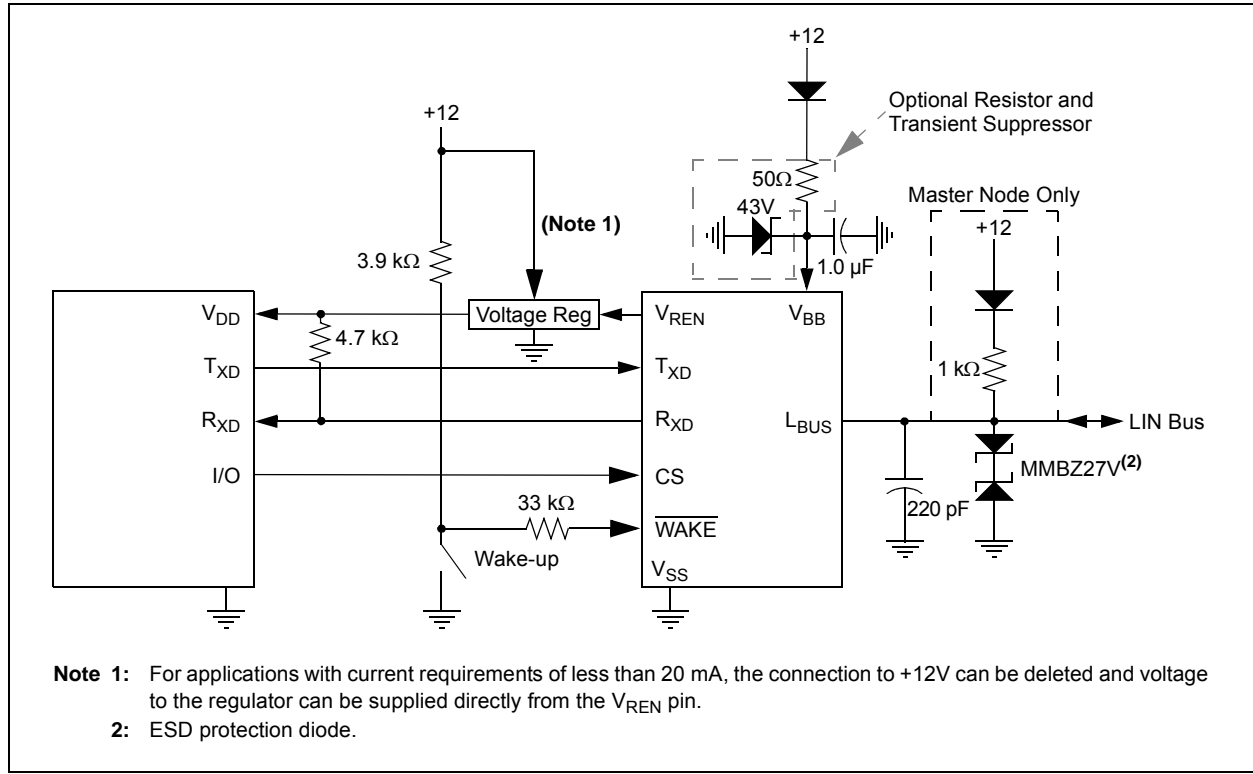 +12
Optional Resistor and
Transient Suppressor
+12
50Ω
Master Node Only
43V
+12
(Note 1)
1.0 µF
3.9 kΩ
VDD
Voltage Reg
VREN
VBB
4.7 kΩ
TXD
TXD
1 kΩ
RXD
RXD
LBUS
LIN Bus
I/O
CS
MMBZ27V(2)
33 kΩ
220 pF
WAKE
Wake-up
VSS
Note 1: For applications with current requirements of less than 20 mA, the connection to +12V can be deleted and voltage
to the regulator can be supplied directly from the VREN pin.
2: ESD protection diode.